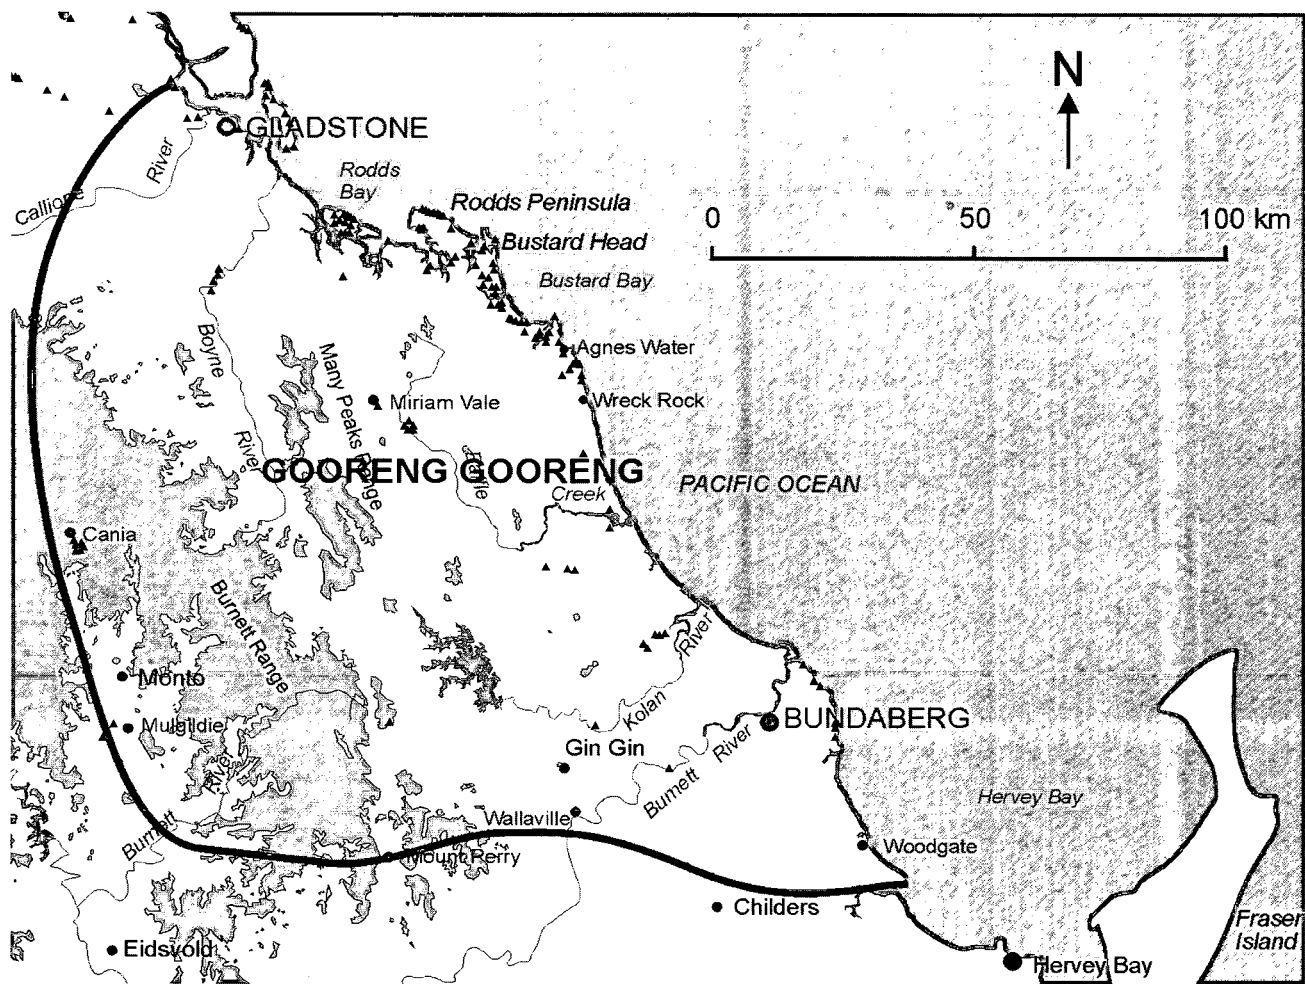 N
GLADSTONE
River
Calliope
Rodds
Bay
Rodds Peninsula
0 50 100 km
Bustard Head
Bustard Bay
Boyne
Many Peaks Range
Agnes Water
Miriam Vale
Wreck Rock
River
GOORENG GOORENG
Baffle
PACIFIC OCEAN
Creek
Cania
Burnett Range
River
Monto
Kolan
Mulgildie
BUNDABERG
Gin Gin
River
River
Burnett
Hervey Bay
Wallaville
Burnett
Mount Perry
Woodgate
Childers
Fraser
Island
Eidsvold
Hervey Bay